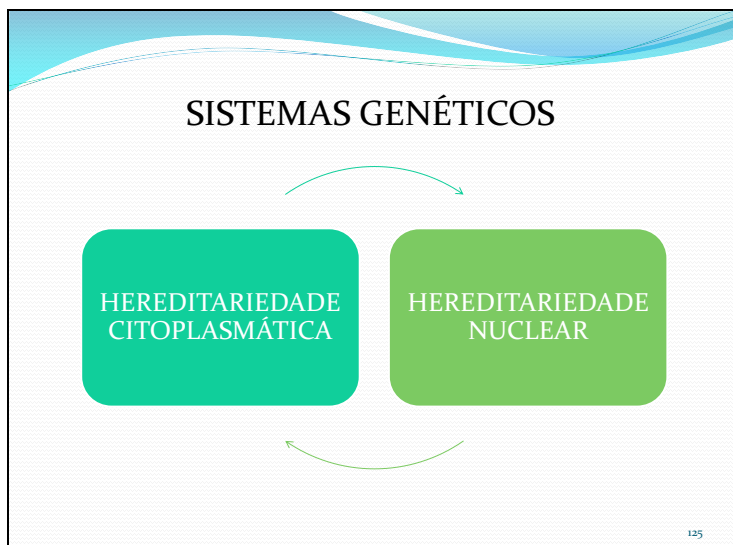 SISTEMAS GENÉTICOS
HEREDITARIEDADE
CITOPLASMÁTICA
HEREDITARIEDADE
NUCLEAR
125